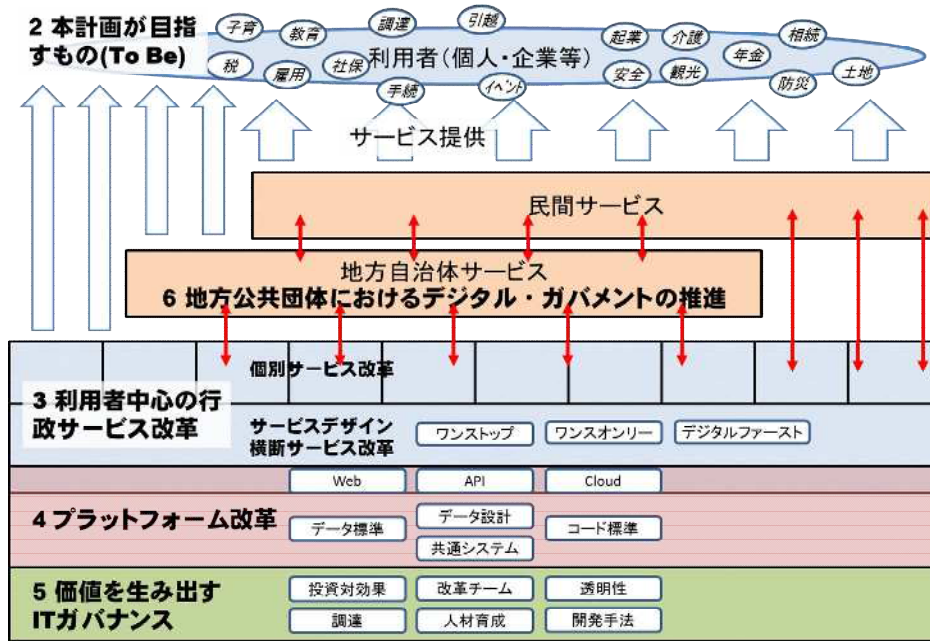 2 本計画が目指
すもの(To Be)
子育
教育
調達
引越
起業
介護
年金
相続
税
雇用
社保
利用者(個人・企業等)
手続
イベント
安全
観光
防災
土地
サービス提供
民間サービス
地方自治体サービス
6 地方公共団体におけるデジタル・ガバメントの推進
個別サービス改革
3 利用者中心の行
政サービス改革
サービスデザイン
横断サービス改革
ワンストップ
ワンスオンリー
デジタルファースト
Web
API
Cloud
4 プラットフォーム改革
データ標準
データ設計
共通システム
コード標準
5 価値を生み出す
ITガバナンス
投資対効果
改革チーム
透明性
調達
人材育成
開発手法